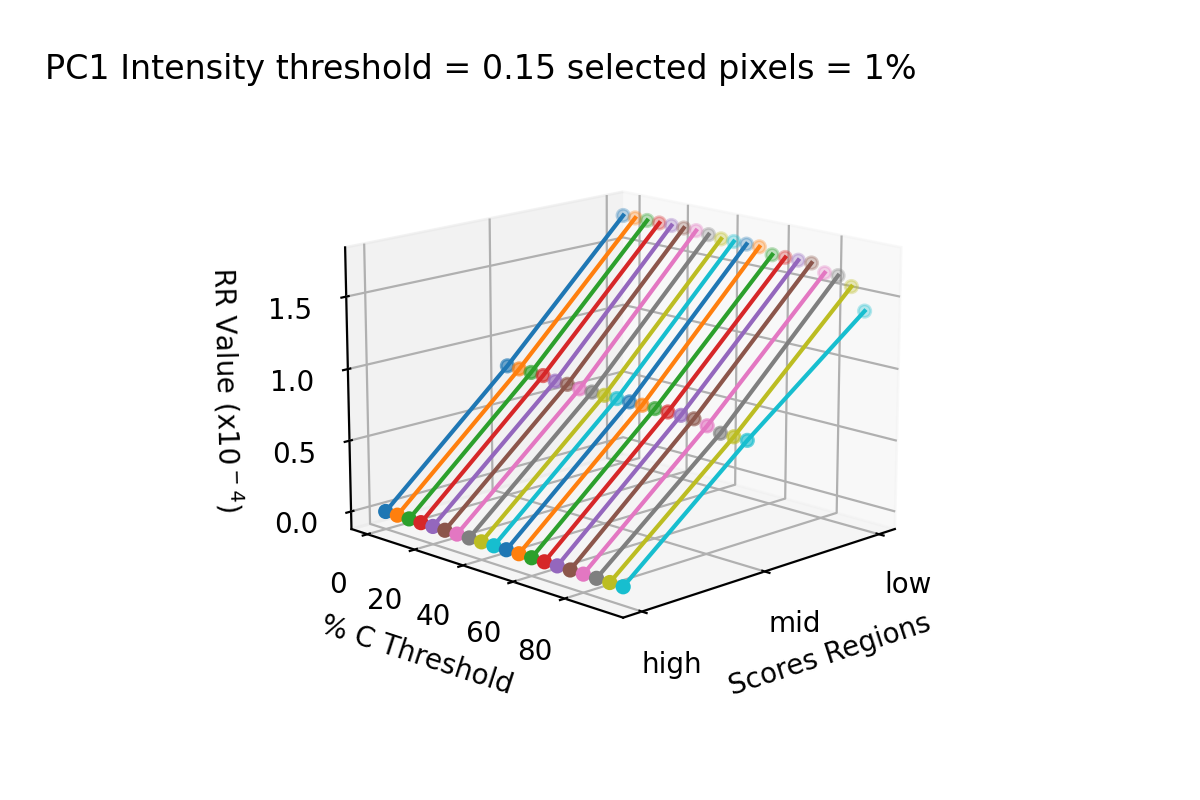 PC1 Intensity threshold = 0.15 selected pixels = 1%
RR Value (x10⁻⁴)
1.5
1.0
0.5
0.0
0
20
40
60
80
% C Threshold
high
mid
low
Scores Regions